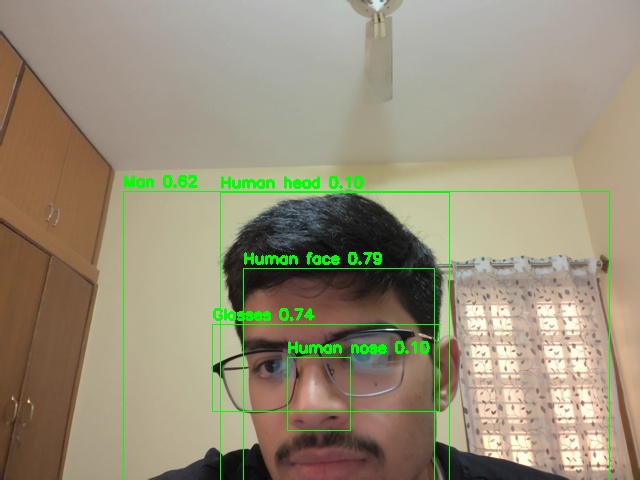 Man 0.62
Human head 0.10
Human face 0.79
Glasses 0.74
Human nose 0.10